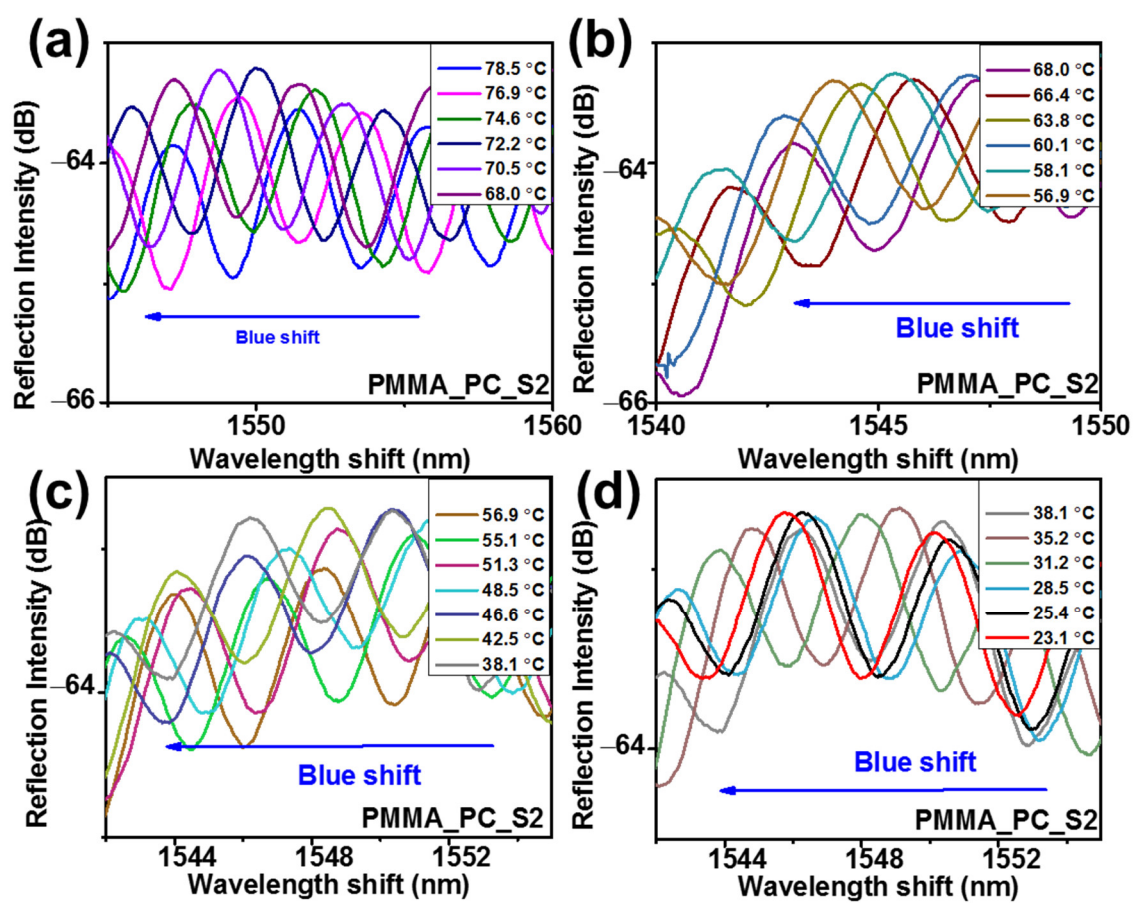 (a)
Reflection Intensity (dB)
−64
−66
78.5 °C
76.9 °C
74.6 °C
72.2 °C
70.5 °C
68.0 °C
Blue shift
PMMA_PC_S2
1550
1560
Wavelength shift (nm)
(b)
Reflection Intensity (dB)
−64
−66
68.0 °C
66.4 °C
63.8 °C
60.1 °C
58.1 °C
56.9 °C
Blue shift
PMMA_PC_S2
1540
1545
1550
Wavelength shift (nm)
(c)
Reflection Intensity (dB)
−64
56.9 °C
55.1 °C
51.3 °C
48.5 °C
46.6 °C
42.5 °C
38.1 °C
Blue shift
PMMA_PC_S2
1544
1548
1552
Wavelength shift (nm)
(d)
Reflection Intensity (dB)
−64
38.1 °C
35.2 °C
31.2 °C
28.5 °C
25.4 °C
23.1 °C
Blue shift
PMMA_PC_S2
1544
1548
1552
Wavelength shift (nm)